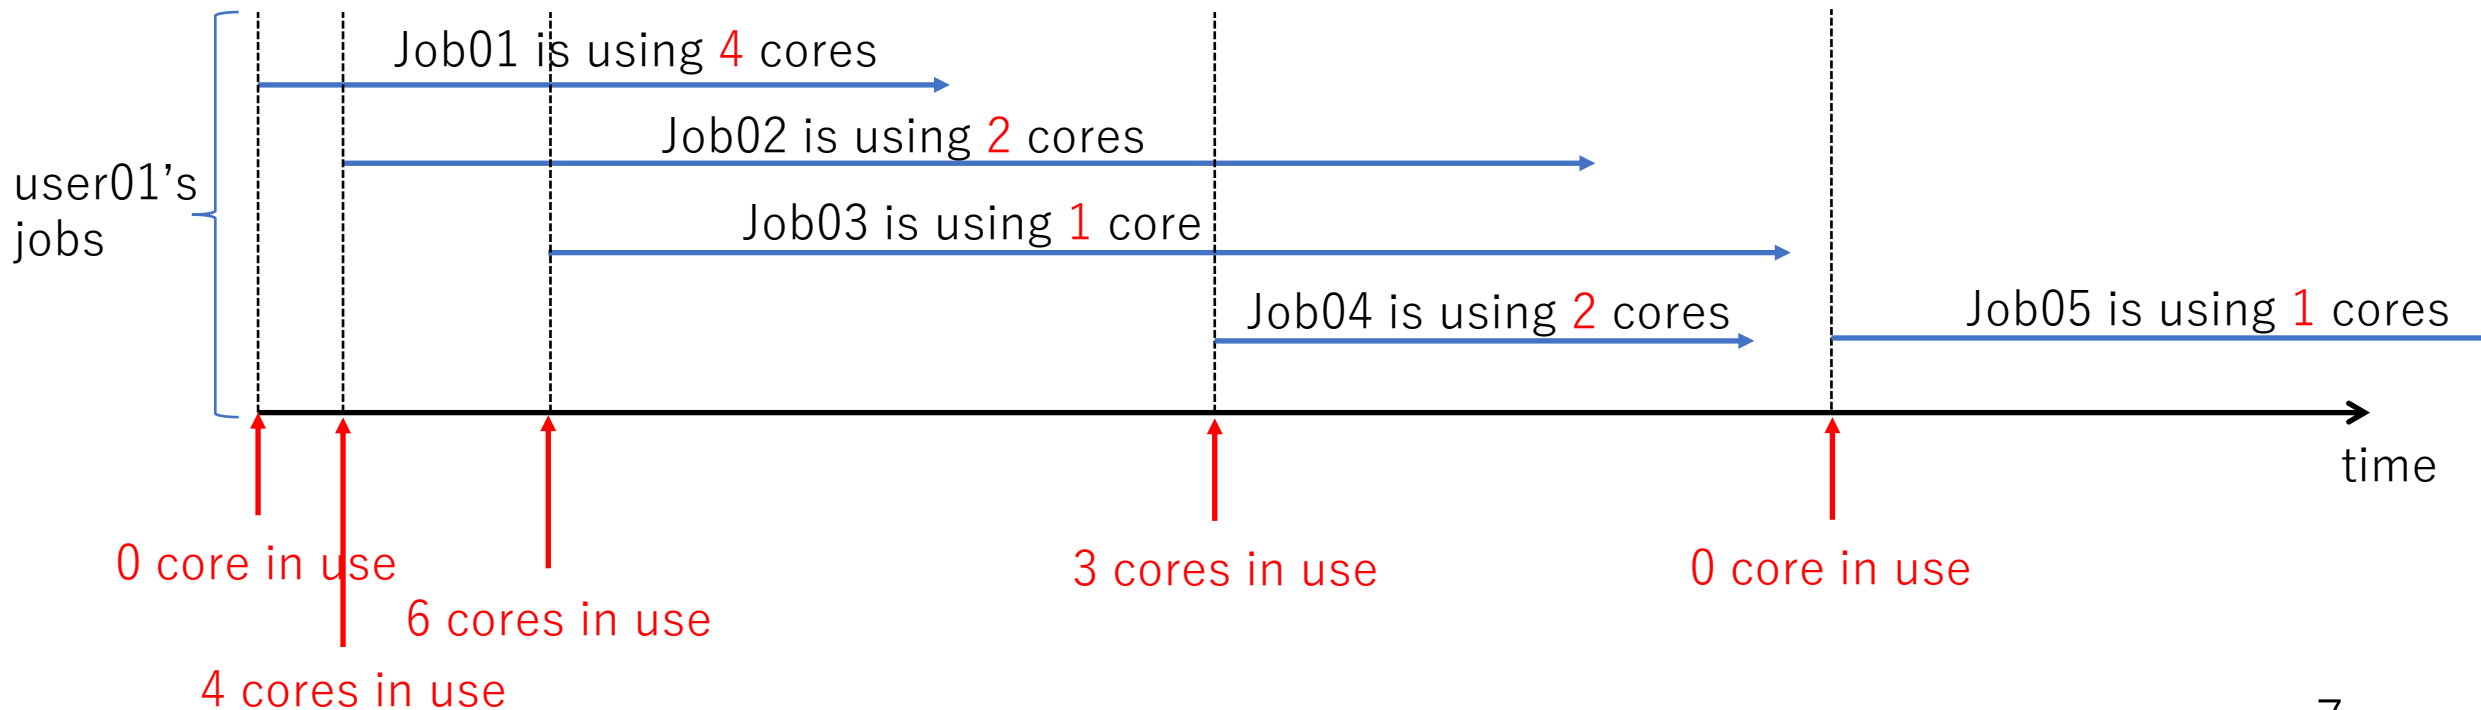 Job01 is using 4 cores
Job02 is using 2 cores
user01’s
jobs
Job03 is using 1 core
Job04 is using 2 cores
Job05 is using 1 cores
time
0 core in use
3 cores in use
0 core in use
6 cores in use
4 cores in use
7